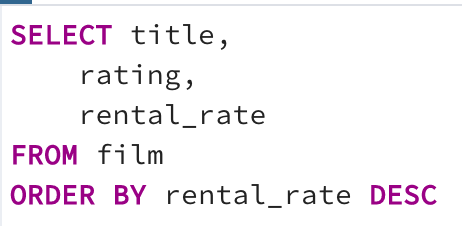 SELECT title,
    rating,
    rental_rate
FROM film
ORDER BY rental_rate DESC